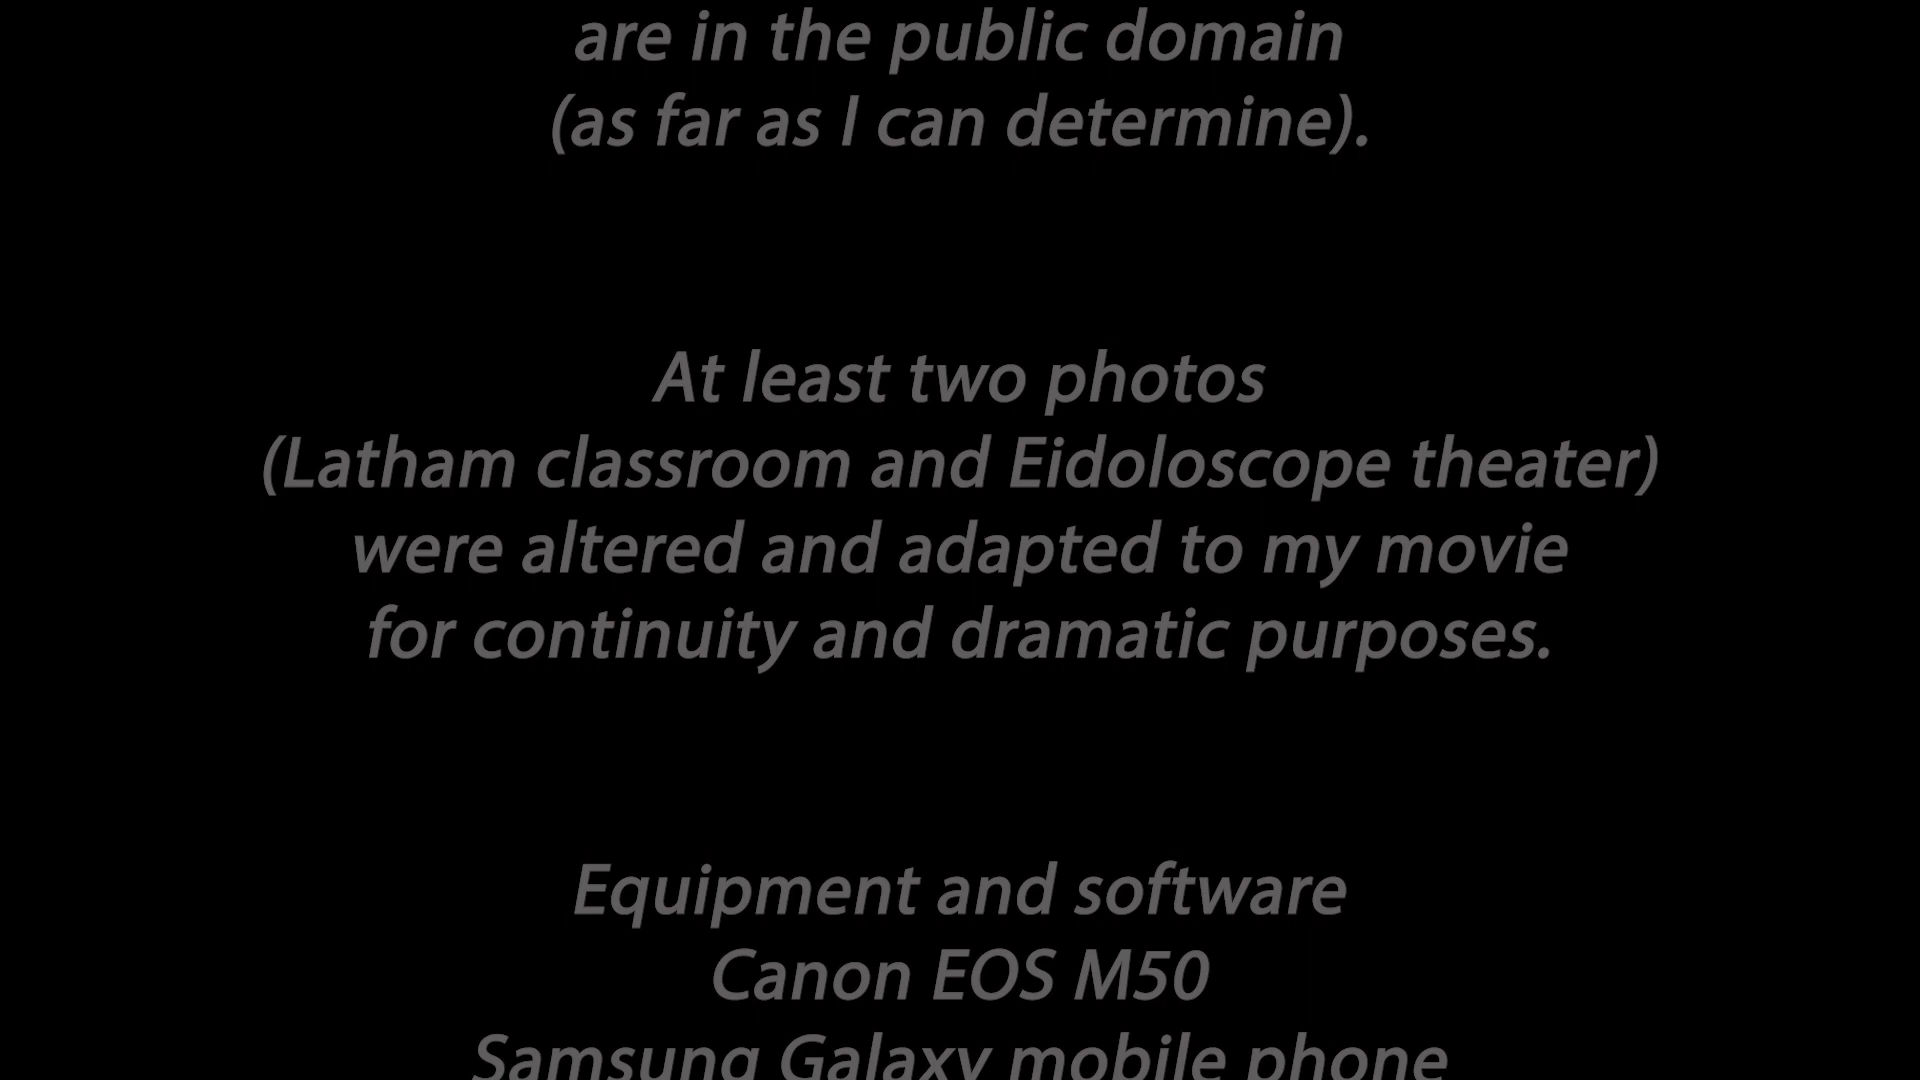 are in the public domain
(as far as I can determine).
At least two photos
(Latham classroom and Eidoloscope theater)
were altered and adapted to my movie
for continuity and dramatic purposes.
Equipment and software
Canon EOS M50
Samsung Galaxy mobile phone